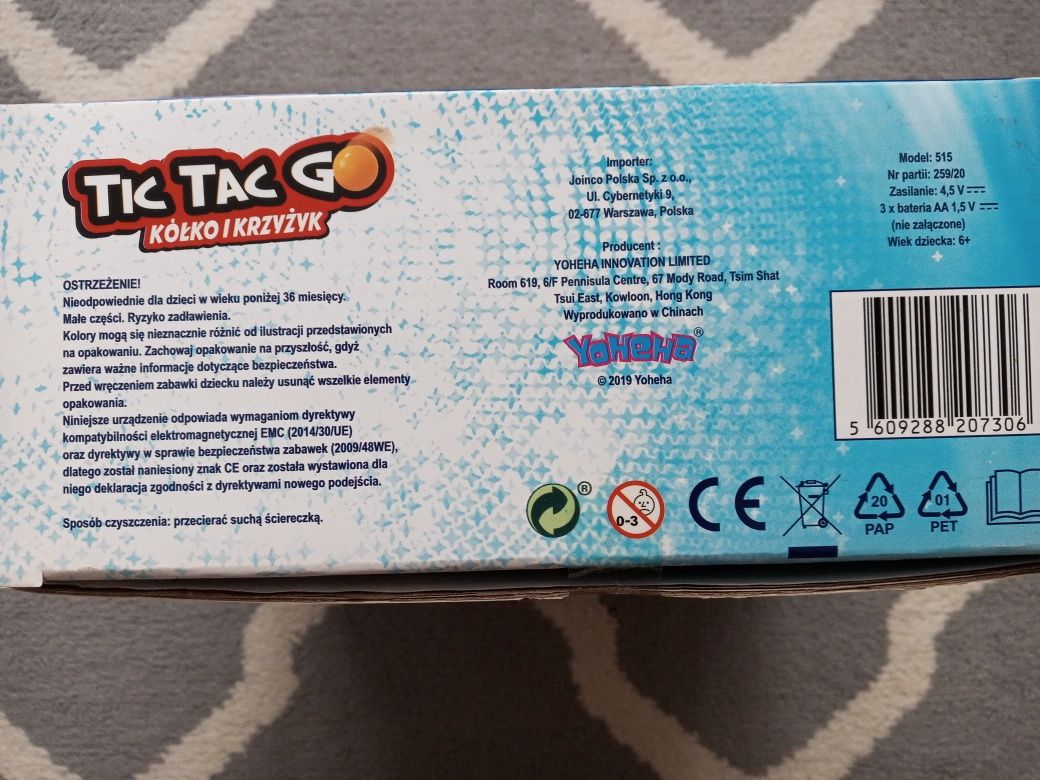 TIC TAC GO
KÓŁKO I KRZYŻYK
OSTRZEŻENIE!
Nieodpowiednie dla dzieci w wieku poniżej 36 miesięcy.
Małe części. Ryzyko zadławienia.
Kolory mogą się nieznacznie różnić od ilustracji przedstawionych
na opakowaniu. Zachowaj opakowanie na przyszłość, gdyż
zawiera ważne informacje dotyczące bezpieczeństwa.
Przed wręczeniem zabawki dziecku należy usunąć wszelkie elementy
opakowania.
Niniejsze urządzenie odpowiada wymaganiom dyrektywy
kompatybilności elektromagnetycznej EMC (2014/30/UE)
oraz dyrektywy w sprawie bezpieczeństwa zabawek (2009/48WE),
dlatego został naniesiony znak CE oraz została wystawiona dla
niego deklaracja zgodności z dyrektywami nowego podejścia.
Sposób czyszczenia: przecierać suchą ściereczką.
Importer:
Joinco Polska Sp. z o.o.,
Ul. Cybernetyki 9,
02-677 Warszawa, Polska
Producent :
YOHEHA INNOVATION LIMITED
Room 619, 6/F Pennisula Centre, 67 Mody Road, Tsim Shat
Tsui East, Kowloon, Hong Kong
Wyprodukowano w Chinach
YOHEHA®
© 2019 Yoheha
Model: 515
Nr partii: 259/20
Zasilanie: 4,5 V
3 x bateria AA 1,5 V
(nie załączone)
Wiek dziecka: 6+
5 609288 207306
®
0-3
CE
20
PAP
01
PET